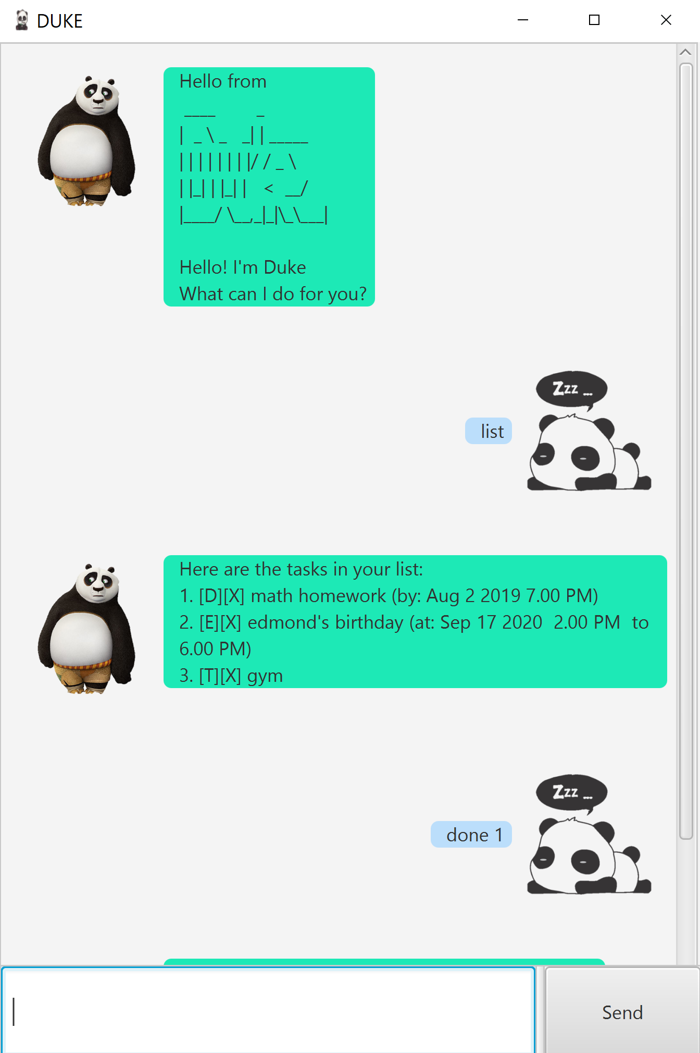 DUKE
Hello from
 ____        _
|  _ \ _   _| | _____
| | | | | | | |/ / _ \
| |_| | |_| |   <  __/
|____/ \__,_|_|\_\___|
Hello! I'm Duke
What can I do for you?
Zzz ...
list
Here are the tasks in your list:
1. [D][X] math homework (by: Aug 2 2019 7.00 PM)
2. [E][X] edmond's birthday (at: Sep 17 2020  2.00 PM  to
6.00 PM)
3. [T][X] gym
Zzz ...
done 1
Send